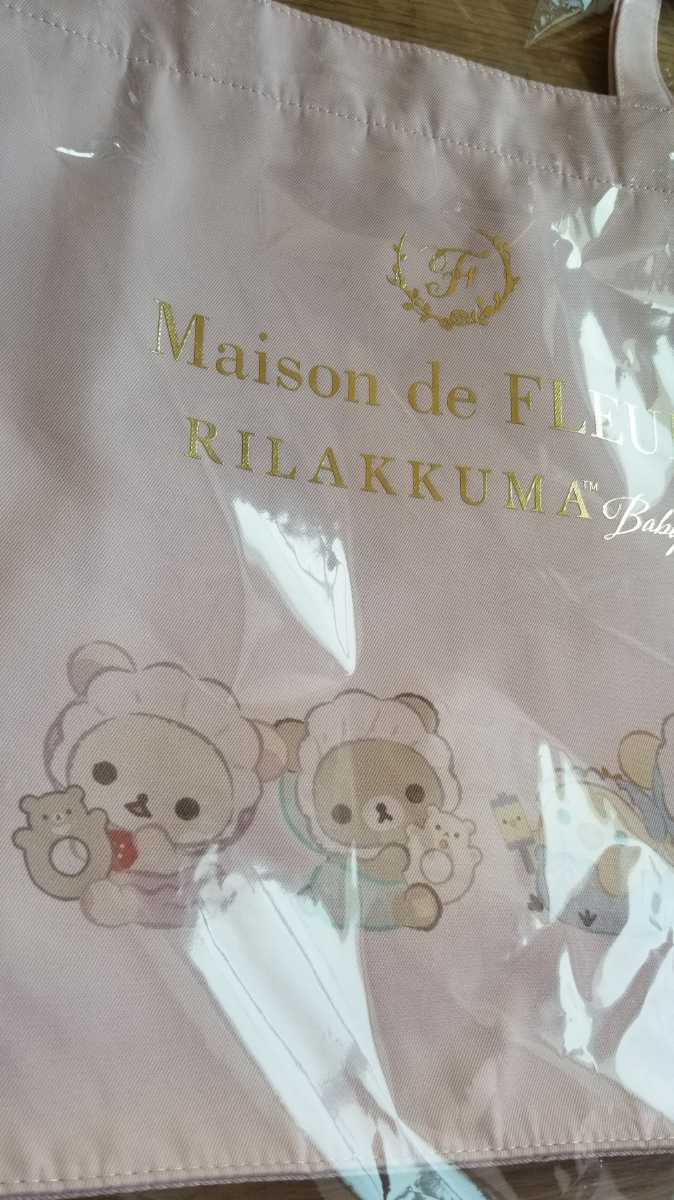 F
Maison de FLEU
RILAKKUMA™
Baby